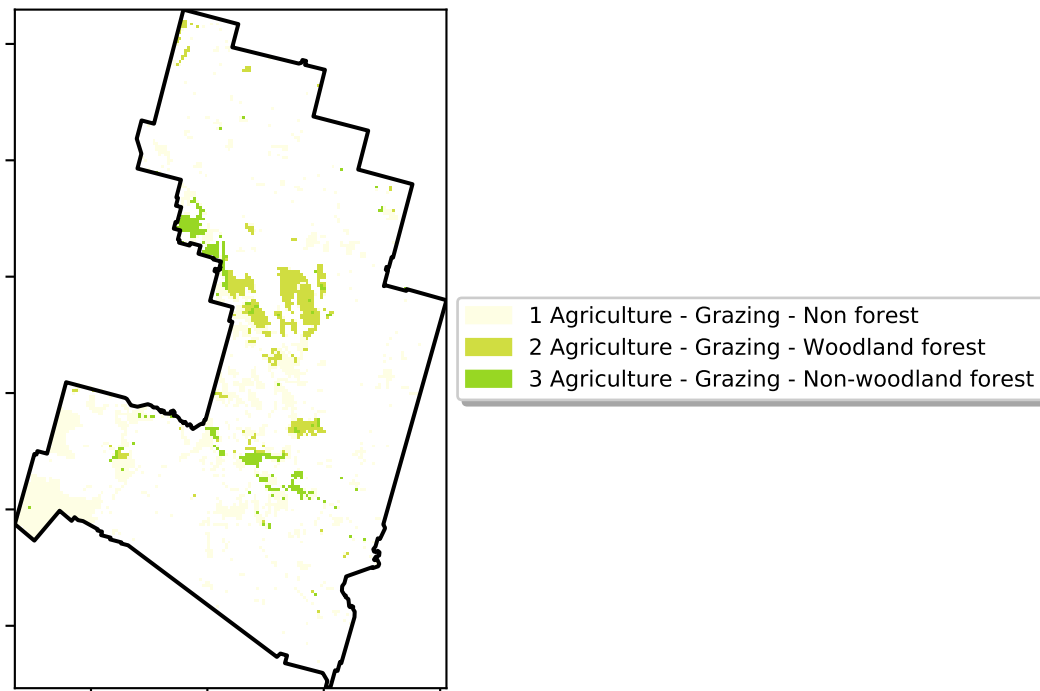 1 Agriculture - Grazing - Non forest
2 Agriculture - Grazing - Woodland forest
3 Agriculture - Grazing - Non-woodland forest